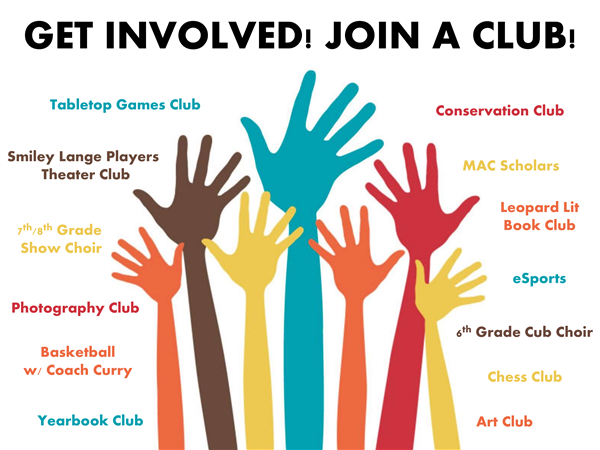 GET INVOLVED! JOIN A CLUB!
Tabletop Games Club
Smiley Lange Players
Theater Club
7th/8th Grade
Show Choir
Photography Club
Basketball
w/ Coach Curry
Yearbook Club
Conservation Club
MAC Scholars
Leopard Lit
Book Club
eSports
6th Grade Cub Choir
Chess Club
Art Club